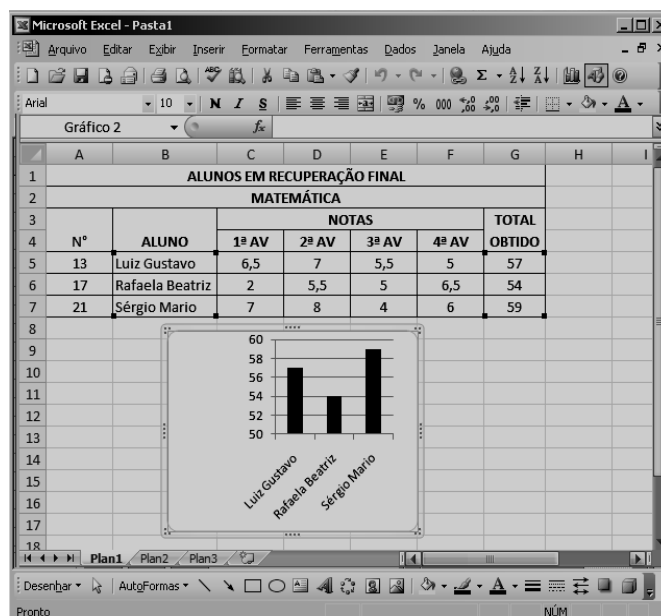 Microsoft Excel - Pasta1
Arquivo Editar Exibir Inserir Formatar Ferramentas Dados Janela Ajuda
Arial 10 N I S % 000
Gráfico 2 fx
A B C D E F G H I
1 ALUNOS EM RECUPERAÇÃO FINAL
2 MATEMÁTICA
3 NOTAS TOTAL
4 N° ALUNO 1ª AV 2ª AV 3ª AV 4ª AV OBTIDO
5 13 Luiz Gustavo 6,5 7 5,5 5 57
6 17 Rafaela Beatriz 2 5,5 5 6,5 54
7 21 Sérgio Mario 7 8 4 6 59
8
9 60
10 58
11 56
12 54
13 52
14 50
15 Luiz Gustavo Rafaela Beatriz Sérgio Mario
16
17
18
Plan1 Plan2 Plan3
Desenhar AutoFormas
Pronto NÚM